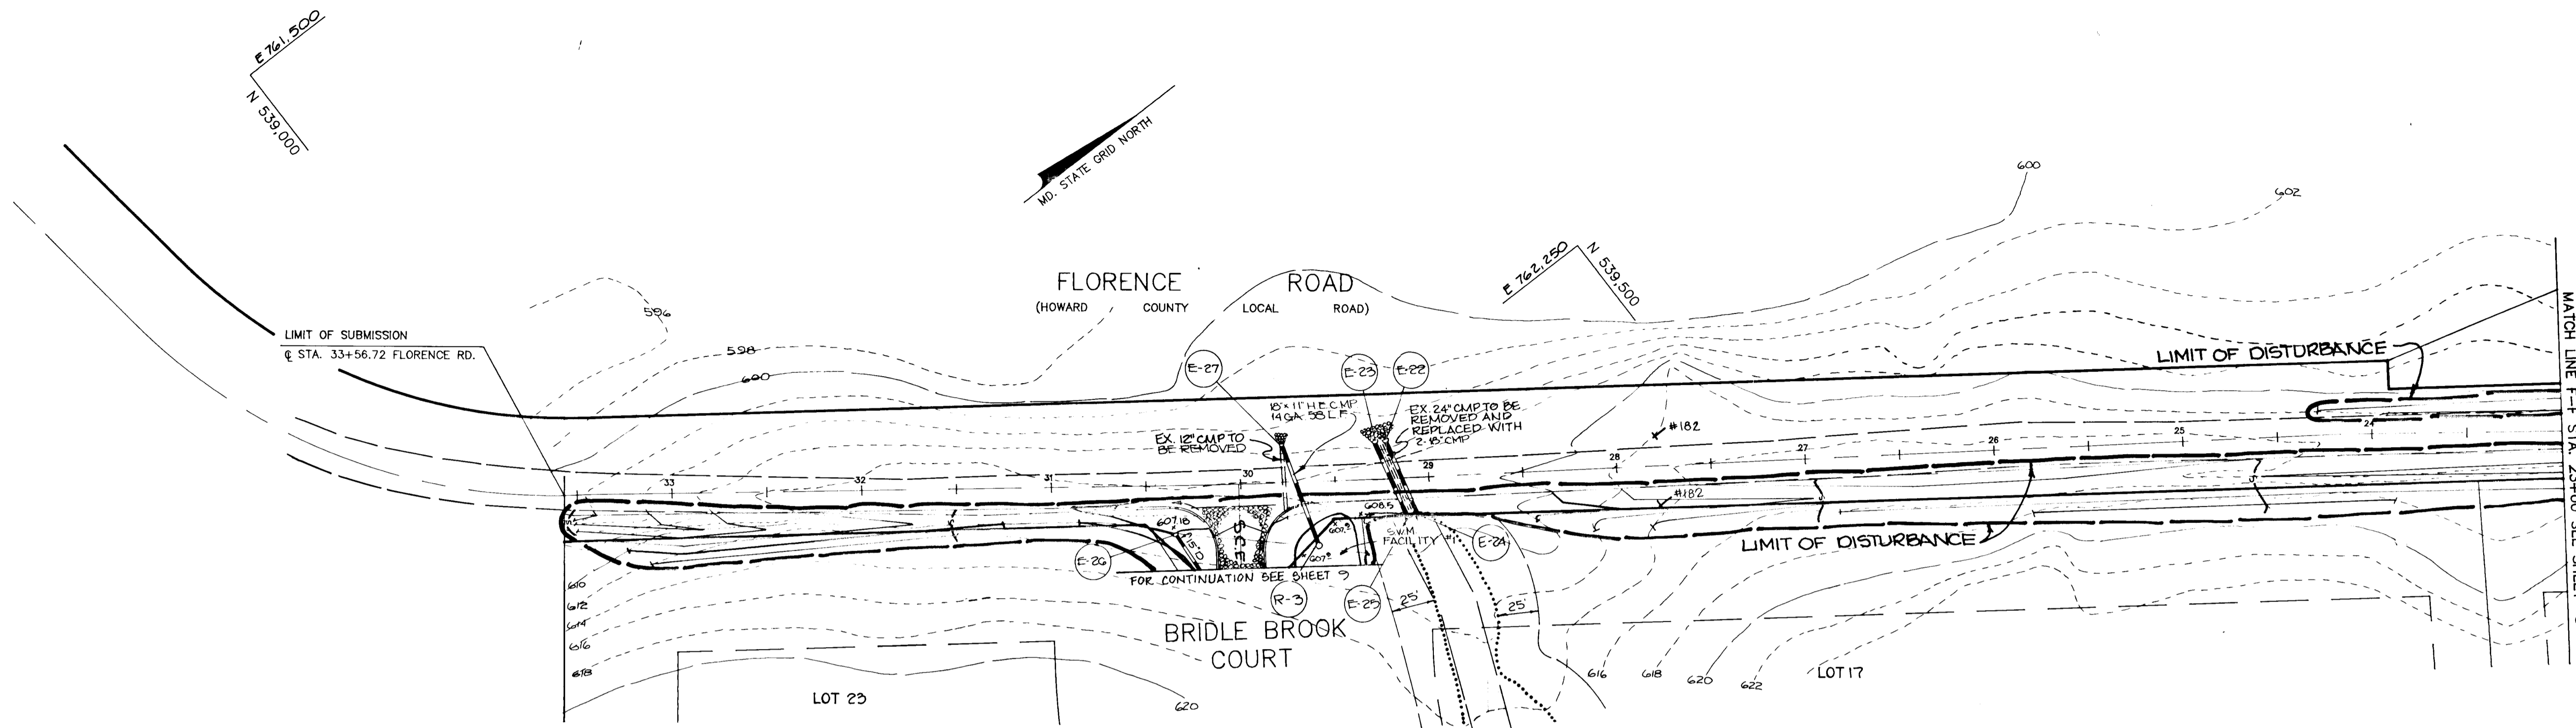 E 761,500
N 539,000
MD. STATE GRID NORTH
600
602
E 762,250
N 539,500
FLORENCE ROAD
(HOWARD COUNTY LOCAL ROAD)
LIMIT OF SUBMISSION
℄ STA. 33+56.72 FLORENCE RD.
596
598
600
E-27
E-23
E-22
LIMIT OF DISTURBANCE
18"x 11" H.E.CMP
14 GA 58 L.F.
EX. 12" CMP TO
BE REMOVED
EX. 24" CMP TO BE
REMOVED AND
REPLACED WITH
2-18" CMP
#182
#182
33
32
31
30
29
28
27
26
25
24
607.18
15" D
SCE
608.5
S.W.M.
FACILITY #1
E-24
E-26
LIMIT OF DISTURBANCE
FOR CONTINUATION SEE SHEET 9
R-3
E-25
25'
25'
BRIDLE BROOK
COURT
610
612
614
616
618
LOT 23
620
616
618
620
622
LOT 17